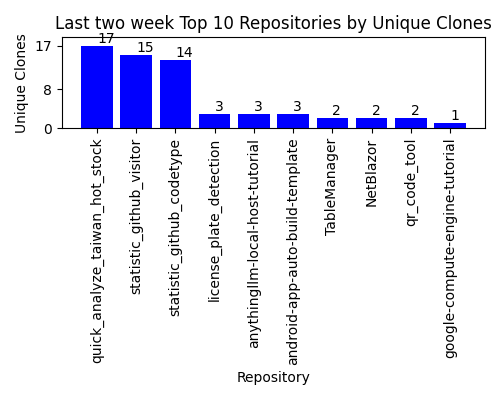 Last two week Top 10 Repositories by Unique Clones
Unique Clones
17
8
0
17
15
14
3
3
3
2
2
2
1
quick_analyze_taiwan_hot_stock
statistic_github_visitor
statistic_github_codetype
license_plate_detection
anythingllm-local-host-tutorial
android-app-auto-build-template
TableManager
NetBlazor
qr_code_tool
google-compute-engine-tutorial
Repository